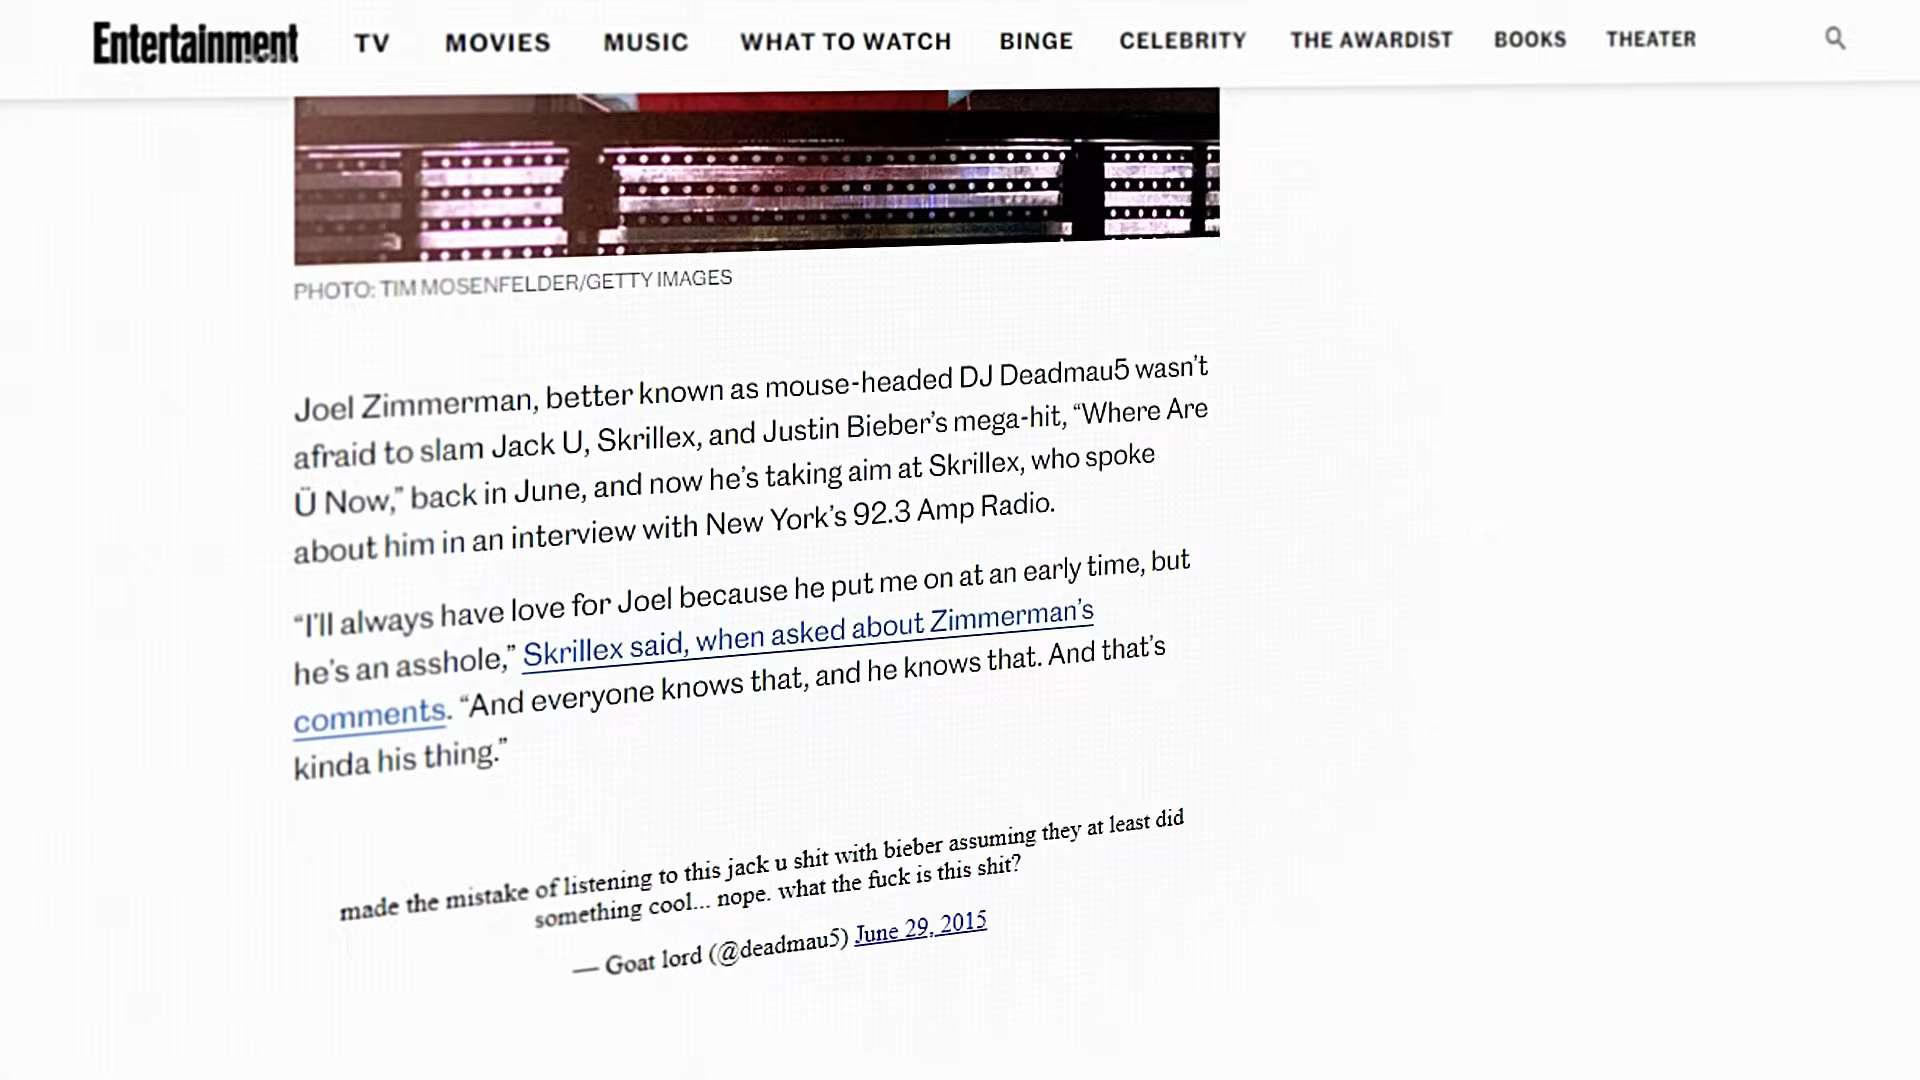 Entertainment TV MOVIES MUSIC WHAT TO WATCH BINGE CELEBRITY THE AWARDIST BOOKS THEATER
PHOTO: TIM MOSENFELDER/GETTY IMAGES
Joel Zimmerman, better known as mouse-headed DJ Deadmau5 wasn’t
afraid to slam Jack U, Skrillex, and Justin Bieber’s mega-hit, “Where Are
Ü Now,” back in June, and now he’s taking aim at Skrillex, who spoke
about him in an interview with New York’s 92.3 Amp Radio.
“I’ll always have love for Joel because he put me on at an early time, but
he’s an asshole,” Skrillex said, when asked about Zimmerman’s
comments. “And everyone knows that, and he knows that. And that’s
kinda his thing.”
made the mistake of listening to this jack u shit with bieber assuming they at least did
something cool... nope. what the fuck is this shit?
— Goat lord (@deadmau5) June 29, 2015